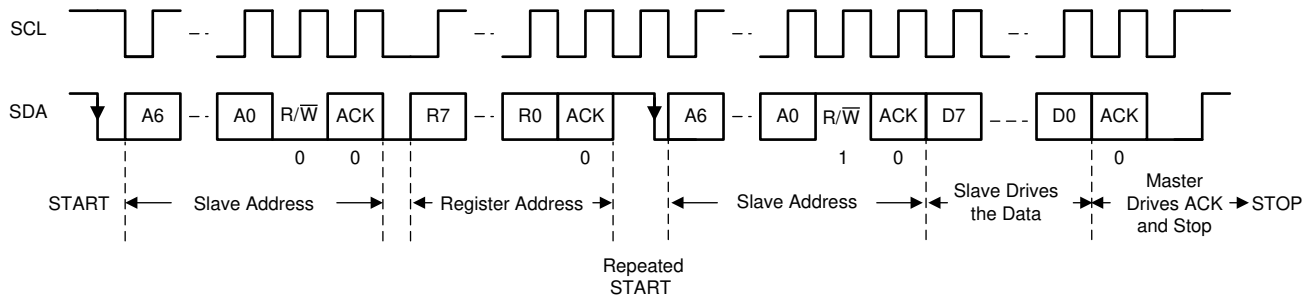 SCL
SDA
A6 A0 R/W̅ ACK R7 R0 ACK A6 A0 R/W̅ ACK D7 D0 ACK
0 0 0 1 0 0
START Slave Address Register Address Slave Address Slave Drives the Data Master Drives ACK and Stop STOP
Repeated
START